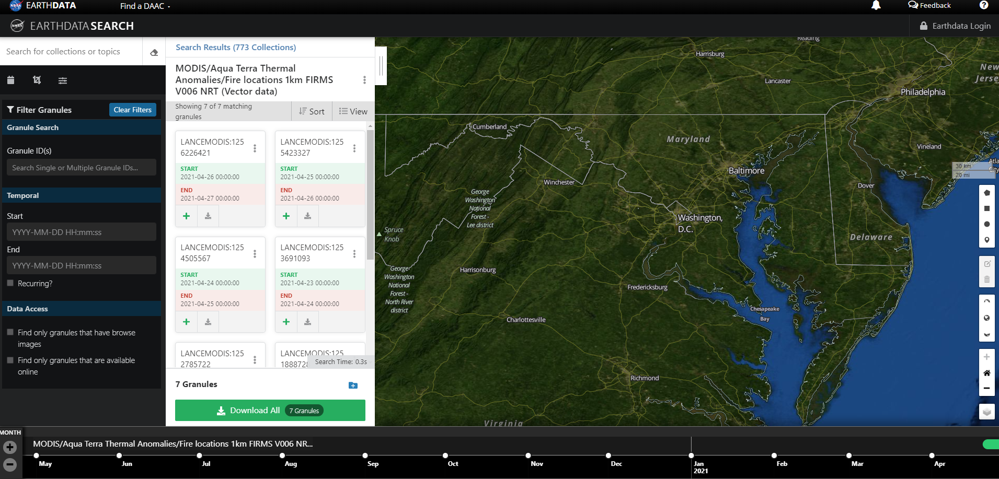 EARTHDATA
Find a DAAC
Feedback
EARTHDATA SEARCH
Earthdata Login
Search for collections or topics
Filter Granules
Clear Filters
Granule Search
Granule ID(s)
Search Single or Multiple Granule IDs...
Temporal
Start
YYYY-MM-DD HH:mm:ss
End
YYYY-MM-DD HH:mm:ss
Recurring?
Data Access
Find only granules that have browse
images
Find only granules that are available
online
Search Results (773 Collections)
MODIS/Aqua Terra Thermal
Anomalies/Fire locations 1km FIRMS
V006 NRT (Vector data)
Showing 7 of 7 matching
granules
Sort
View
LANCEMODIS:125
6226421
START
2021-04-26 00:00:00
END
2021-04-27 00:00:00
LANCEMODIS:125
5423327
START
2021-04-25 00:00:00
END
2021-04-26 00:00:00
LANCEMODIS:125
4505567
START
2021-04-24 00:00:00
END
2021-04-25 00:00:00
LANCEMODIS:125
3691093
START
2021-04-23 00:00:00
END
2021-04-24 00:00:00
LANCEMODIS:125
2785722
LANCEMODIS:125
188872
Search Time: 0.3s
7 Granules
Download All 7 Granules
Reading
Harrisburg
New
Jerse
Lancaster
Philadelphia
Cumberland
Maryland
Vineland
Atla
City
30 km
20 mi
Baltimore
Winchester
Dover
George
Washington
National
Forest -
Lee district
Washington,
D.C.
Spruce
Knob
Delaware
George
Washington
National
Forest -
North River
district
Harrisonburg
Fredericksburg
Chesapeake
Bay
Charlottesville
Richmond
Virginia
MONTH
MODIS/Aqua Terra Thermal Anomalies/Fire locations 1km FIRMS V006 NR...
May
Jun
Jul
Aug
Sep
Oct
Nov
Dec
Jan
2021
Feb
Mar
Apr